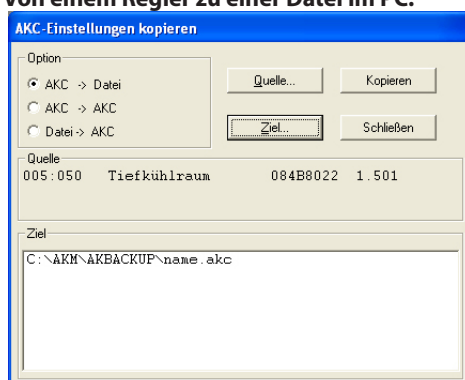 Von einem Regler zu einer Datei im PC.
AKC-Einstellungen kopieren
Option
AKC -> Datei
AKC -> AKC
Datei-> AKC
Quelle...
Kopieren
Ziel...
Schließen
Quelle
005:050 Tiefkühlraum 084B8022 1.501
Ziel
C:\AKM\AKBACKUP\name.akc